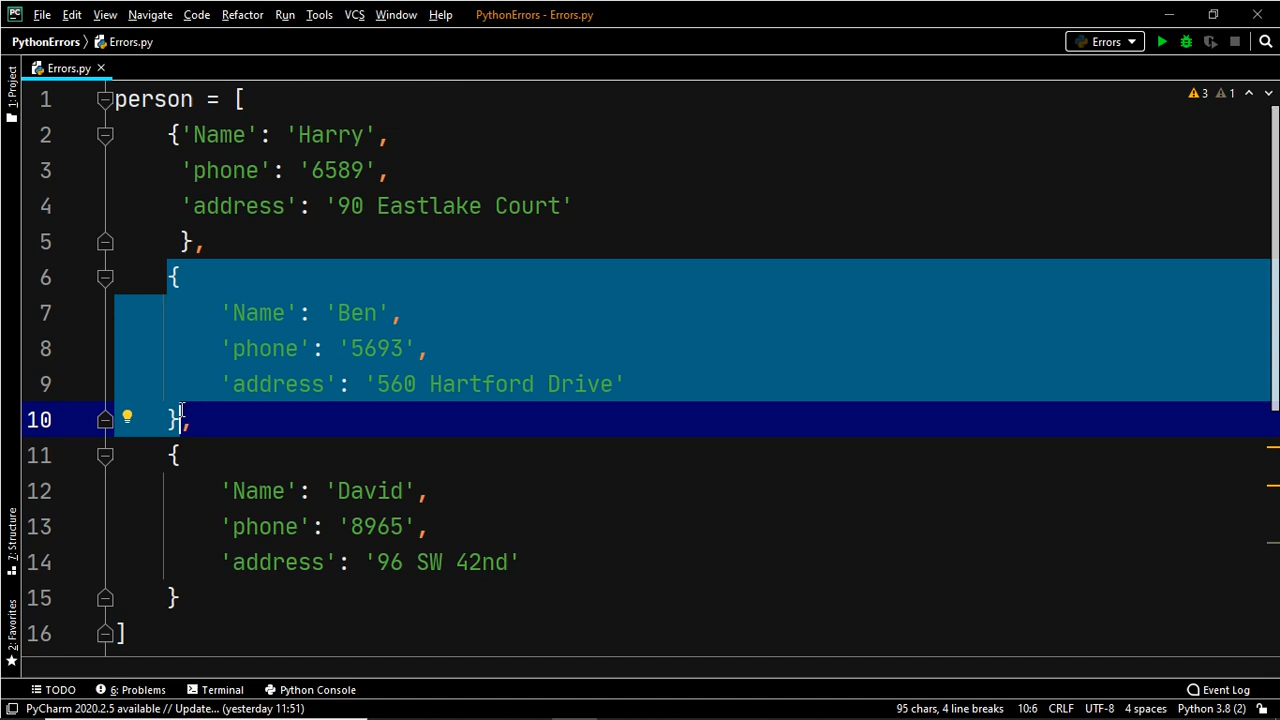 PC File Edit View Navigate Code Refactor Run Tools VCS Window Help PythonErrors - Errors.py
PythonErrors Errors.py Errors
1: Project
Errors.py
3 1
1 person = [
2 {'Name': 'Harry',
3 'phone': '6589',
4 'address': '90 Eastlake Court'
5 },
6 {
7 'Name': 'Ben',
8 'phone': '5693',
9 'address': '560 Hartford Drive'
10 },
11 {
12 'Name': 'David',
13 'phone': '8965',
14 'address': '96 SW 42nd'
15 }
16 ]
7: Structure
2: Favorites
TODO 6: Problems Terminal Python Console Event Log
PyCharm 2020.2.5 available // Update... (yesterday 11:51) 95 chars, 4 line breaks 10:6 CRLF UTF-8 4 spaces Python 3.8 (2)